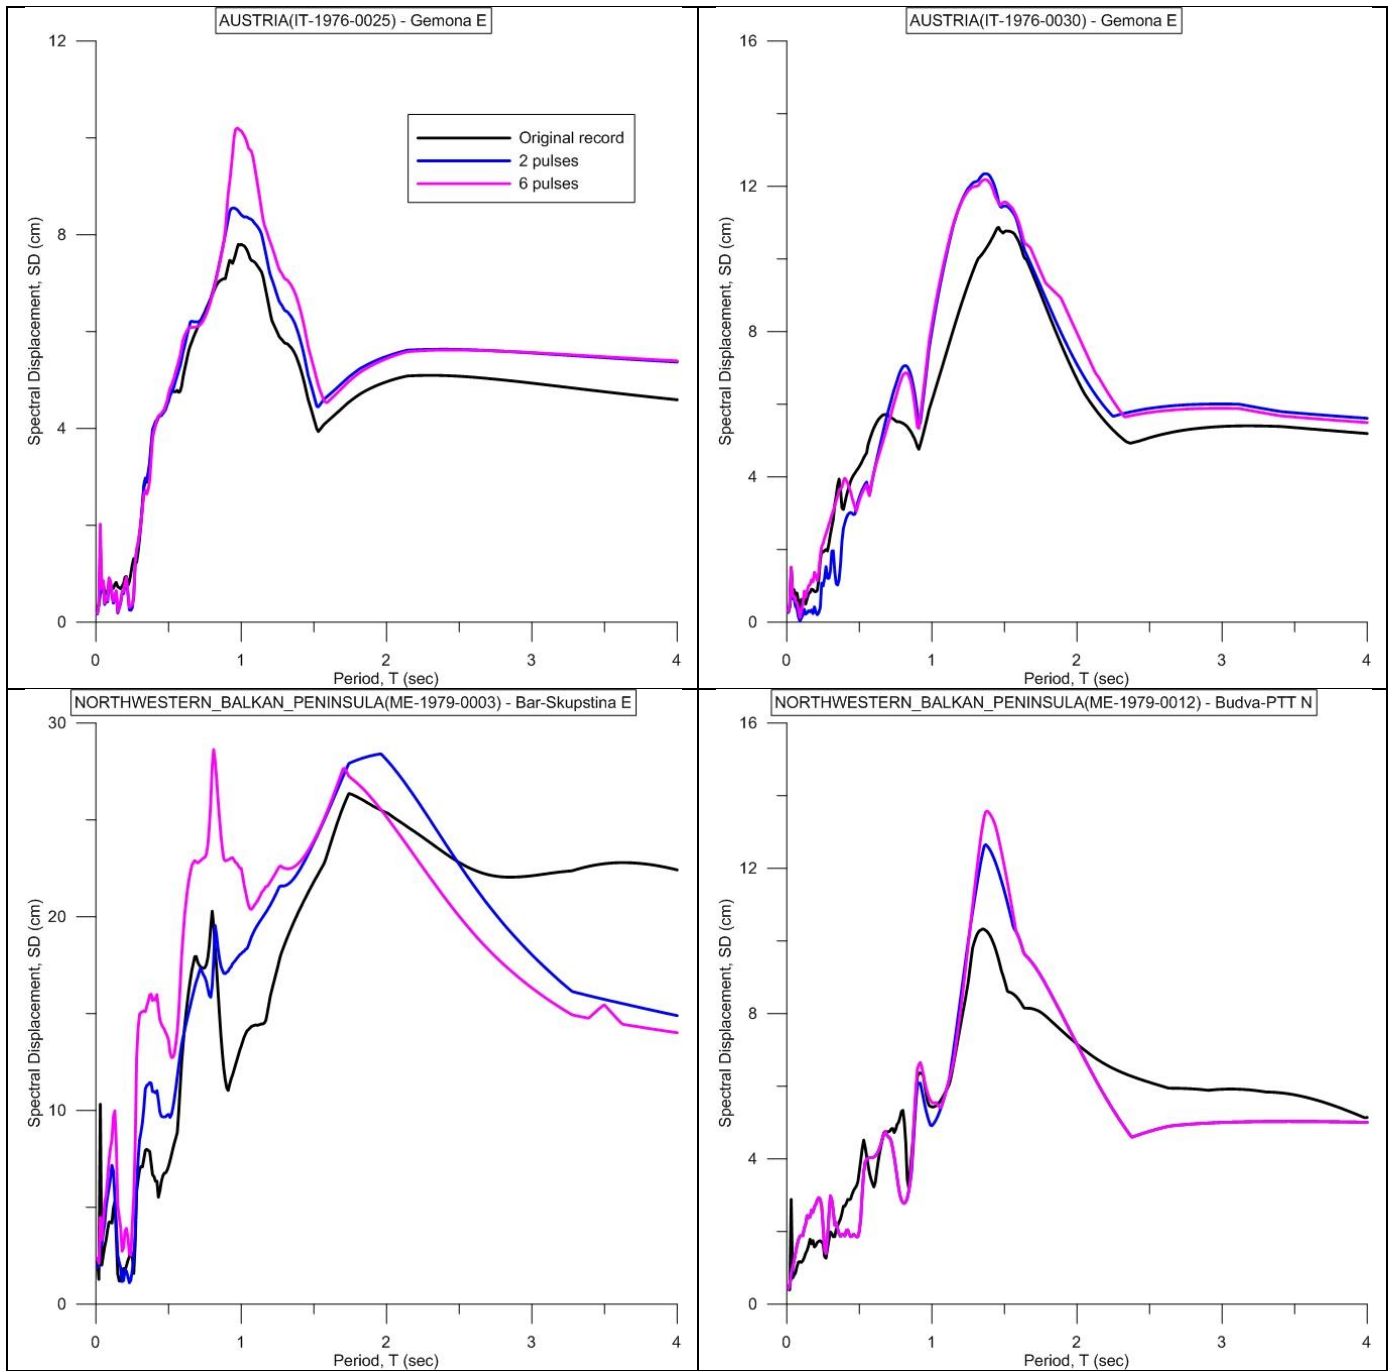 AUSTRIA(IT-1976-0025) - Gemona E
12
8
4
0
Spectral Displacement, SD (cm)
Original record
2 pulses
6 pulses
0 1 2 3 4
Period, T (sec)
AUSTRIA(IT-1976-0030) - Gemona E
16
12
8
4
0
Spectral Displacement, SD (cm)
0 1 2 3 4
Period, T (sec)
NORTHWESTERN_BALKAN_PENINSULA(ME-1979-0003) - Bar-Skupstina E
30
20
10
0
Spectral Displacement, SD (cm)
0 1 2 3 4
Period, T (sec)
NORTHWESTERN_BALKAN_PENINSULA(ME-1979-0012) - Budva-PTT N
16
12
8
4
0
Spectral Displacement, SD (cm)
0 1 2 3 4
Period, T (sec)